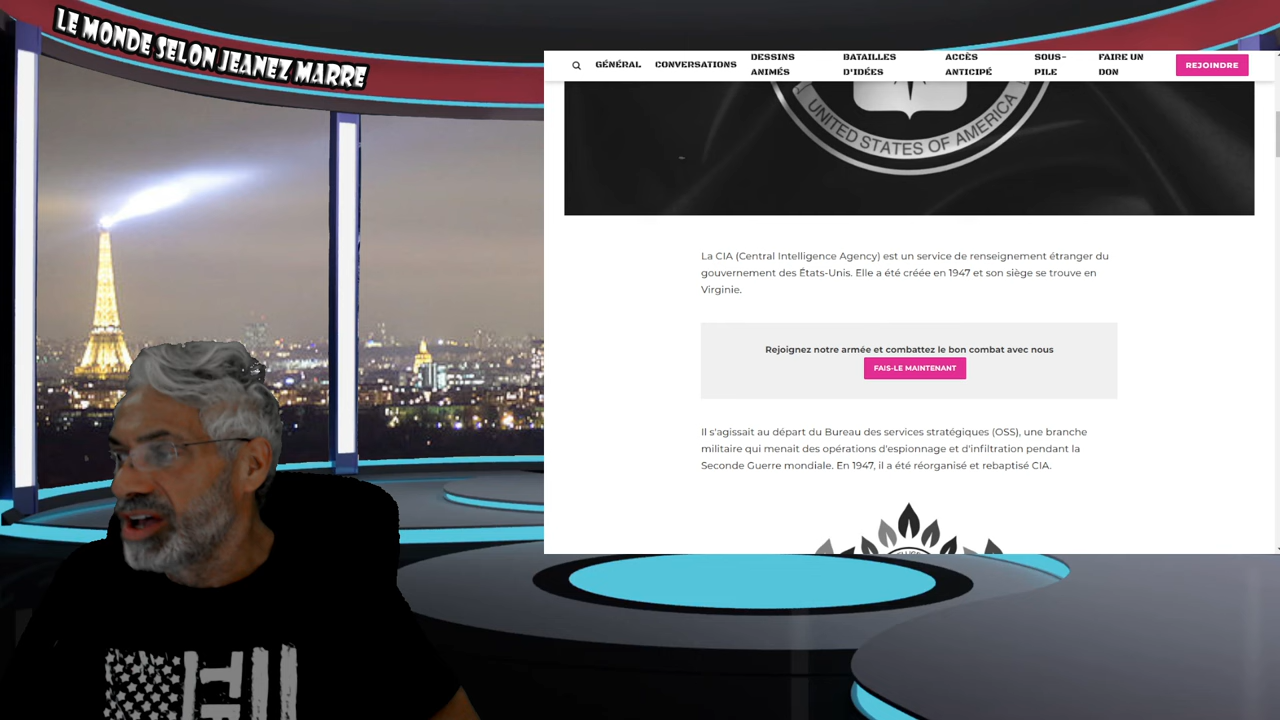 LE MONDE SELON JEANEZ MARRE
GÉNÉRAL
CONVERSATIONS
DESSINS
ANIMÉS
BATAILLES
D'IDÉES
ACCÈS
ANTICIPÉ
SOUS-
PILE
FAIRE UN
DON
REJOINDRE
UNITED STATES OF AMERICA
La CIA (Central Intelligence Agency) est un service de renseignement étranger du
gouvernement des États-Unis. Elle a été créée en 1947 et son siège se trouve en
Virginie.
Rejoignez notre armée et combattez le bon combat avec nous
FAIS-LE MAINTENANT
Il s'agissait au départ du Bureau des services stratégiques (OSS), une branche
militaire qui menait des opérations d'espionnage et d'infiltration pendant la
Seconde Guerre mondiale. En 1947, il a été réorganisé et rebaptisé CIA.